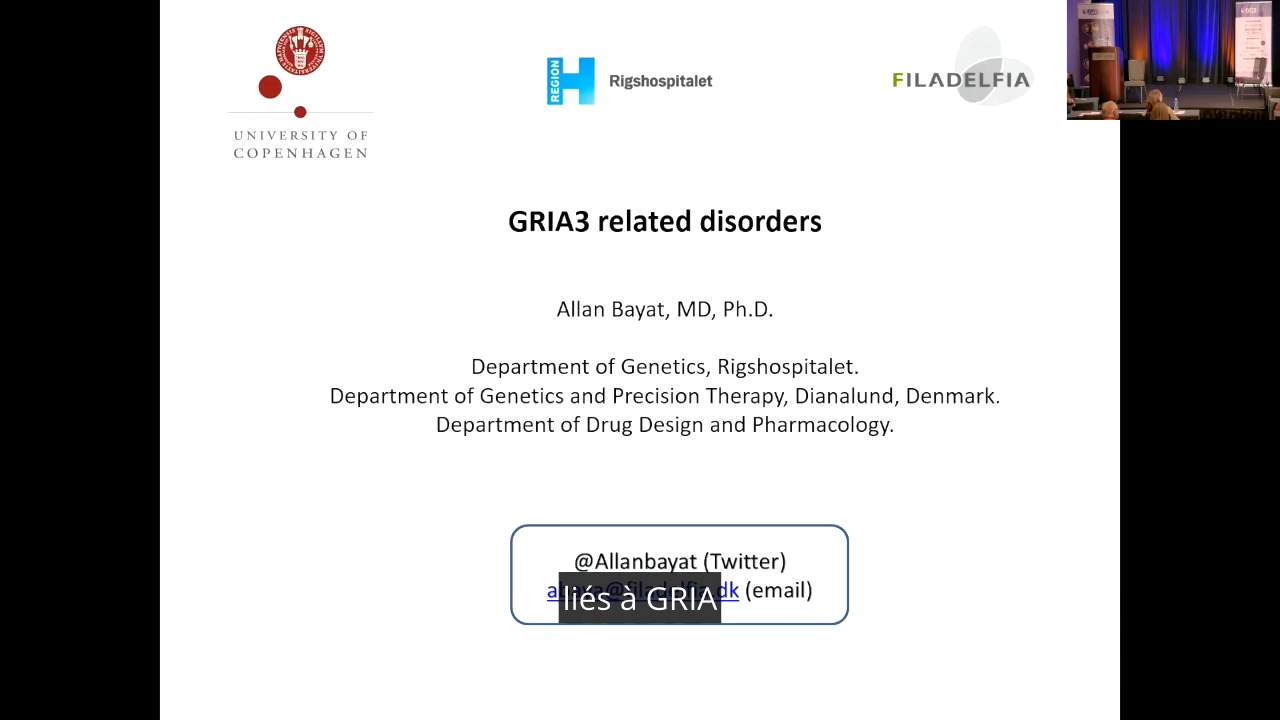 REGION
Rigshospitalet
FILADELFIA
UNIVERSITY OF
COPENHAGEN
GRIA3 related disorders
Allan Bayat, MD, Ph.D.
Department of Genetics, Rigshospitalet.
Department of Genetics and Precision Therapy, Dianalund, Denmark.
Department of Drug Design and Pharmacology.
@Allanbayat (Twitter)
(email)
liés à GRIA